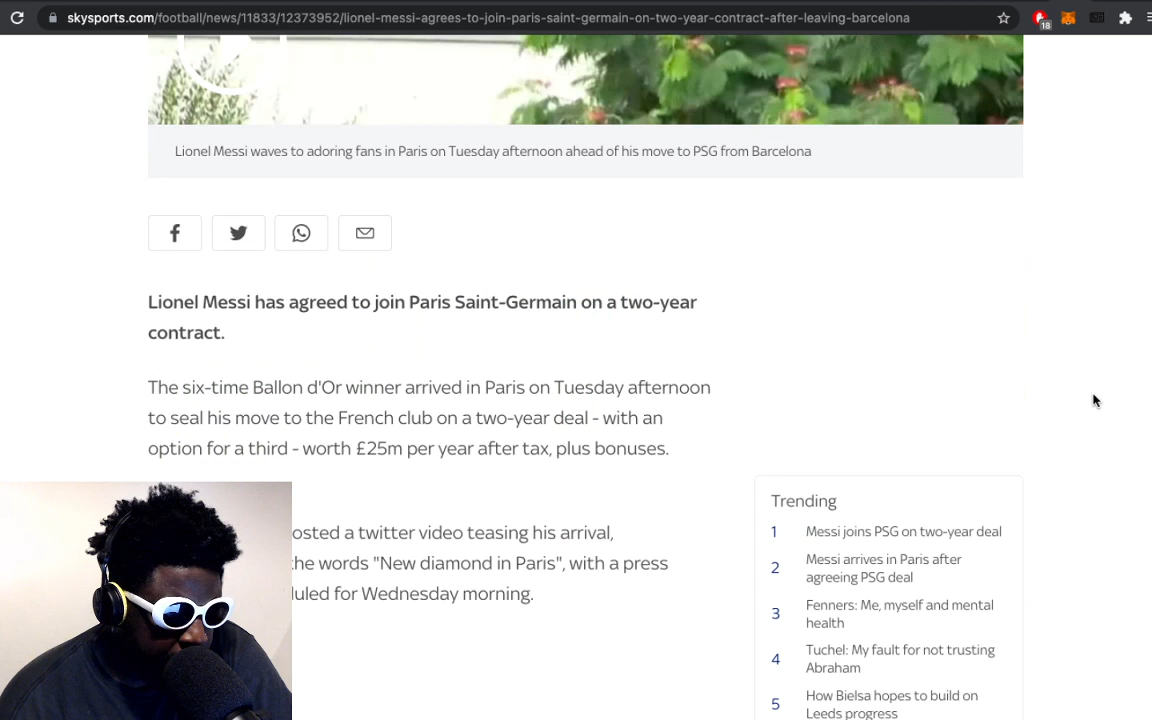 skysports.com/football/news/11833/12373952/lionel-messi-agrees-to-join-paris-saint-germain-on-two-year-contract-after-leaving-barcelona
18
Lionel Messi waves to adoring fans in Paris on Tuesday afternoon ahead of his move to PSG from Barcelona
Lionel Messi has agreed to join Paris Saint-Germain on a two-year
contract.
The six-time Ballon d'Or winner arrived in Paris on Tuesday afternoon
to seal his move to the French club on a two-year deal - with an
option for a third - worth £25m per year after tax, plus bonuses.
osted a twitter video teasing his arrival,
the words "New diamond in Paris", with a press
duled for Wednesday morning.
Trending
1 Messi joins PSG on two-year deal
2 Messi arrives in Paris after
agreeing PSG deal
3 Fenners: Me, myself and mental
health
4 Tuchel: My fault for not trusting
Abraham
5 How Bielsa hopes to build on
Leeds progress